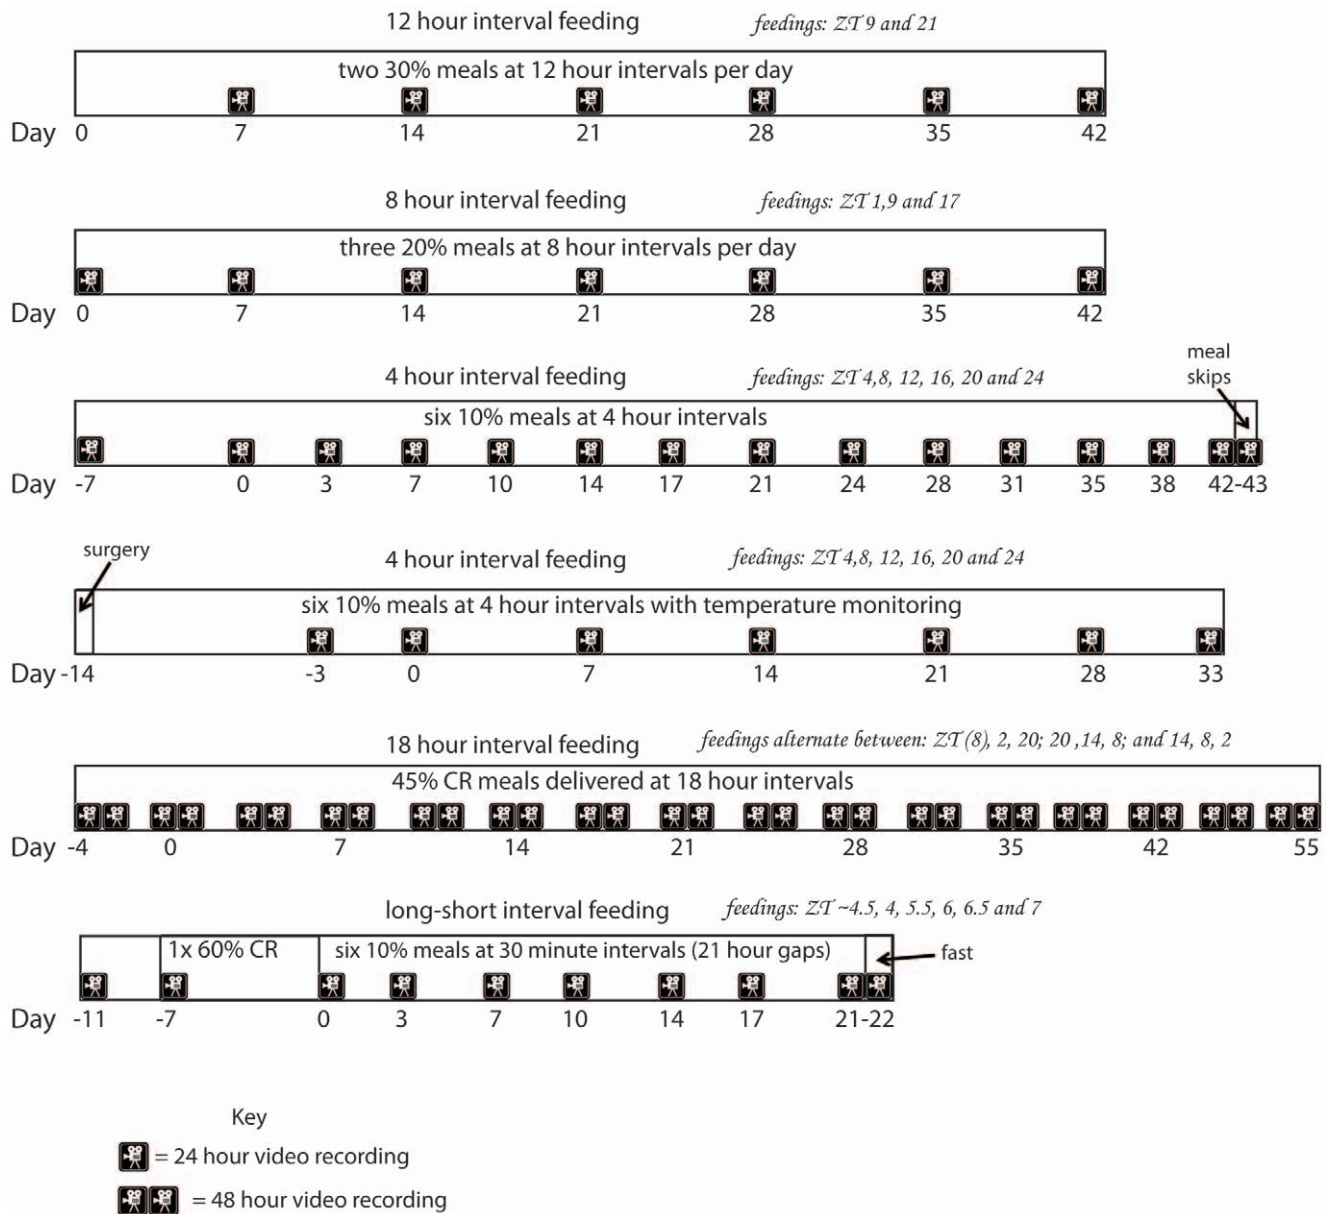 12 hour interval feeding feedings: ZT 9 and 21
two 30% meals at 12 hour intervals per day
Day 0 7 14 21 28 35 42
8 hour interval feeding feedings: ZT 1,9 and 17
three 20% meals at 8 hour intervals per day
Day 0 7 14 21 28 35 42
meal
skips
4 hour interval feeding feedings: ZT 4,8, 12, 16, 20 and 24
six 10% meals at 4 hour intervals
Day -7 0 3 7 10 14 17 21 24 28 31 35 38 42-43
surgery
4 hour interval feeding feedings: ZT 4,8, 12, 16, 20 and 24
six 10% meals at 4 hour intervals with temperature monitoring
Day -14 -3 0 7 14 21 28 33
18 hour interval feeding feedings alternate between: ZT (8), 2, 20; 20 ,14, 8; and 14, 8, 2
45% CR meals delivered at 18 hour intervals
Day -4 0 7 14 21 28 35 42 55
long-short interval feeding feedings: ZT ~4.5, 4, 5.5, 6, 6.5 and 7
1x 60% CR six 10% meals at 30 minute intervals (21 hour gaps) fast
Day -11 -7 0 3 7 10 14 17 21-22
Key
= 24 hour video recording
= 48 hour video recording